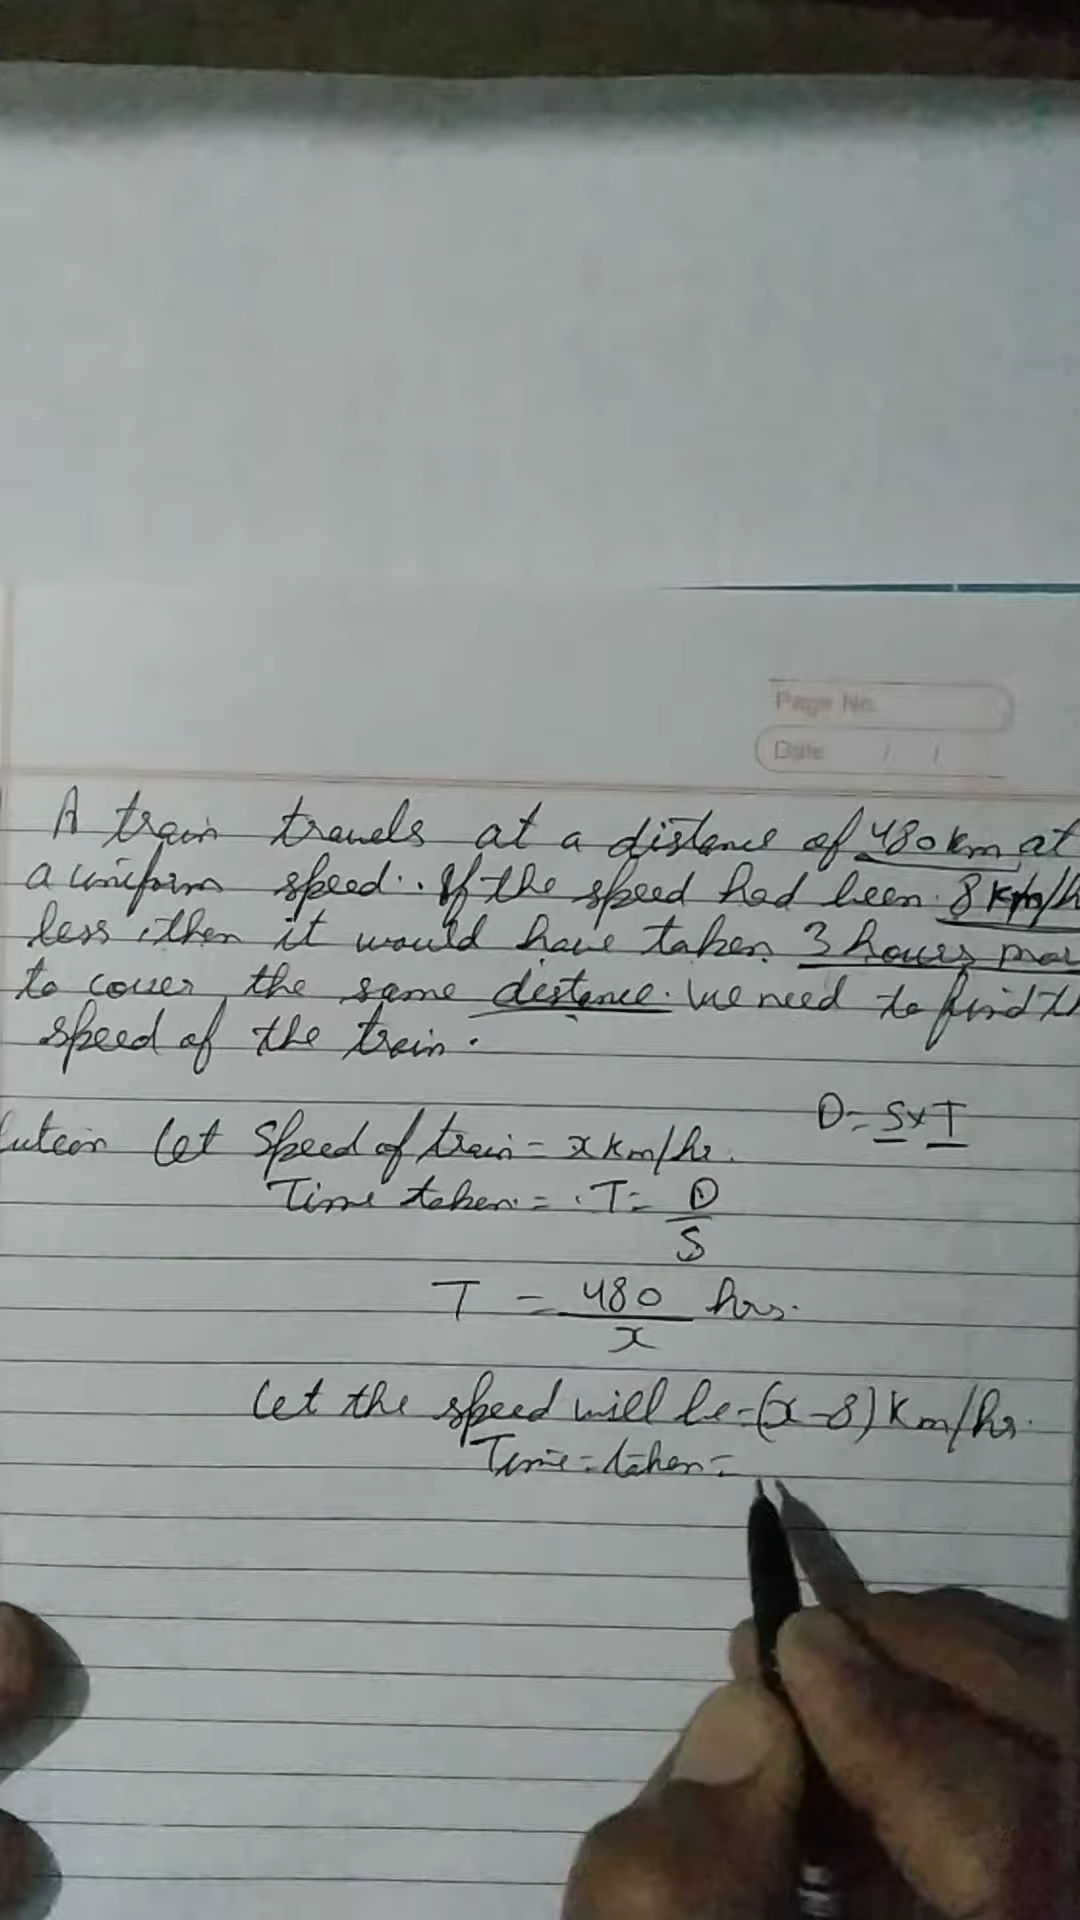 Page No.
Date / /
A train travels at a distance of 480 km at
a uniform speed. If the speed had been 8 km/h
less, then it would have taken 3 hours mor
to cover the same distance. We need to find th
speed of the train.
D = S × T
lution Let Speed of train = x km/hr.
Time taken = T = D/S
T = 480/x hrs.
Let the speed will be = (x - 8) Km/hr.
Time = taken =